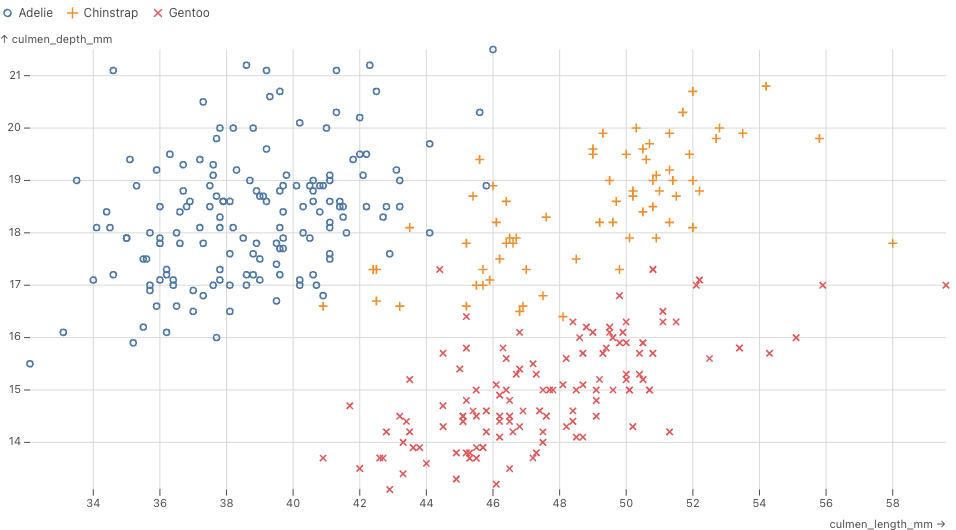 Adelie Chinstrap Gentoo
↑ culmen_depth_mm
21
20
19
18
17
16
15
14
34 36 38 40 42 44 46 48 50 52 54 56 58
culmen_length_mm →